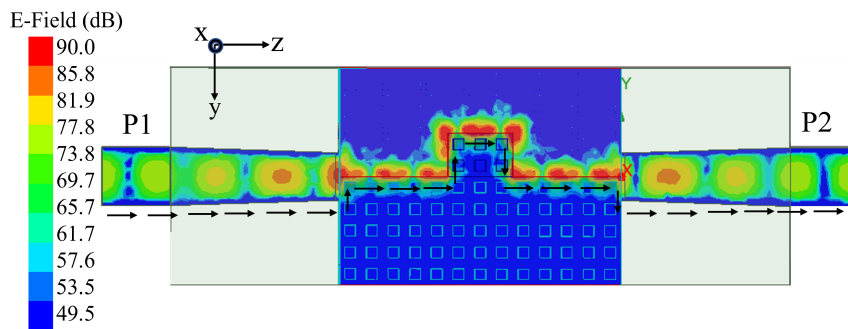 E-Field (dB)
90.0
85.8
81.9
77.8
73.8
69.7
65.7
61.7
57.6
53.5
49.5
x
z
y
P1
P2
Y
X